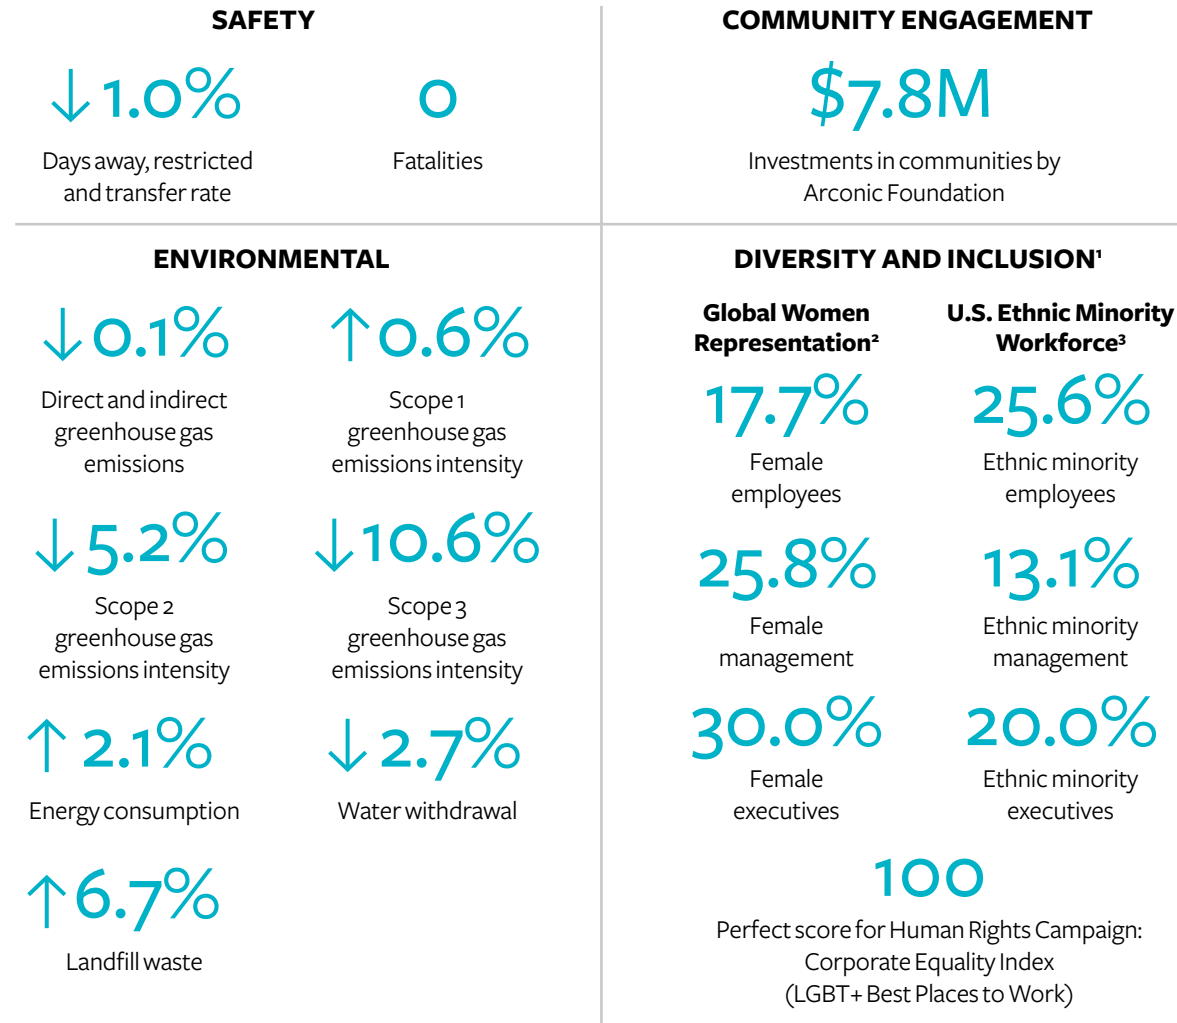 SAFETY
↓1.0%
Days away, restricted
and transfer rate
0
Fatalities
COMMUNITY ENGAGEMENT
$7.8M
Investments in communities by
Arconic Foundation
ENVIRONMENTAL
↓0.1%
Direct and indirect
greenhouse gas
emissions
↑0.6%
Scope 1
greenhouse gas
emissions intensity
↓5.2%
Scope 2
greenhouse gas
emissions intensity
↓10.6%
Scope 3
greenhouse gas
emissions intensity
↑2.1%
Energy consumption
↓2.7%
Water withdrawal
↑6.7%
Landfill waste
DIVERSITY AND INCLUSION¹
Global Women
Representation²
17.7%
Female
employees
25.8%
Female
management
30.0%
Female
executives
U.S. Ethnic Minority
Workforce³
25.6%
Ethnic minority
employees
13.1%
Ethnic minority
management
20.0%
Ethnic minority
executives
100
Perfect score for Human Rights Campaign:
Corporate Equality Index
(LGBT+ Best Places to Work)